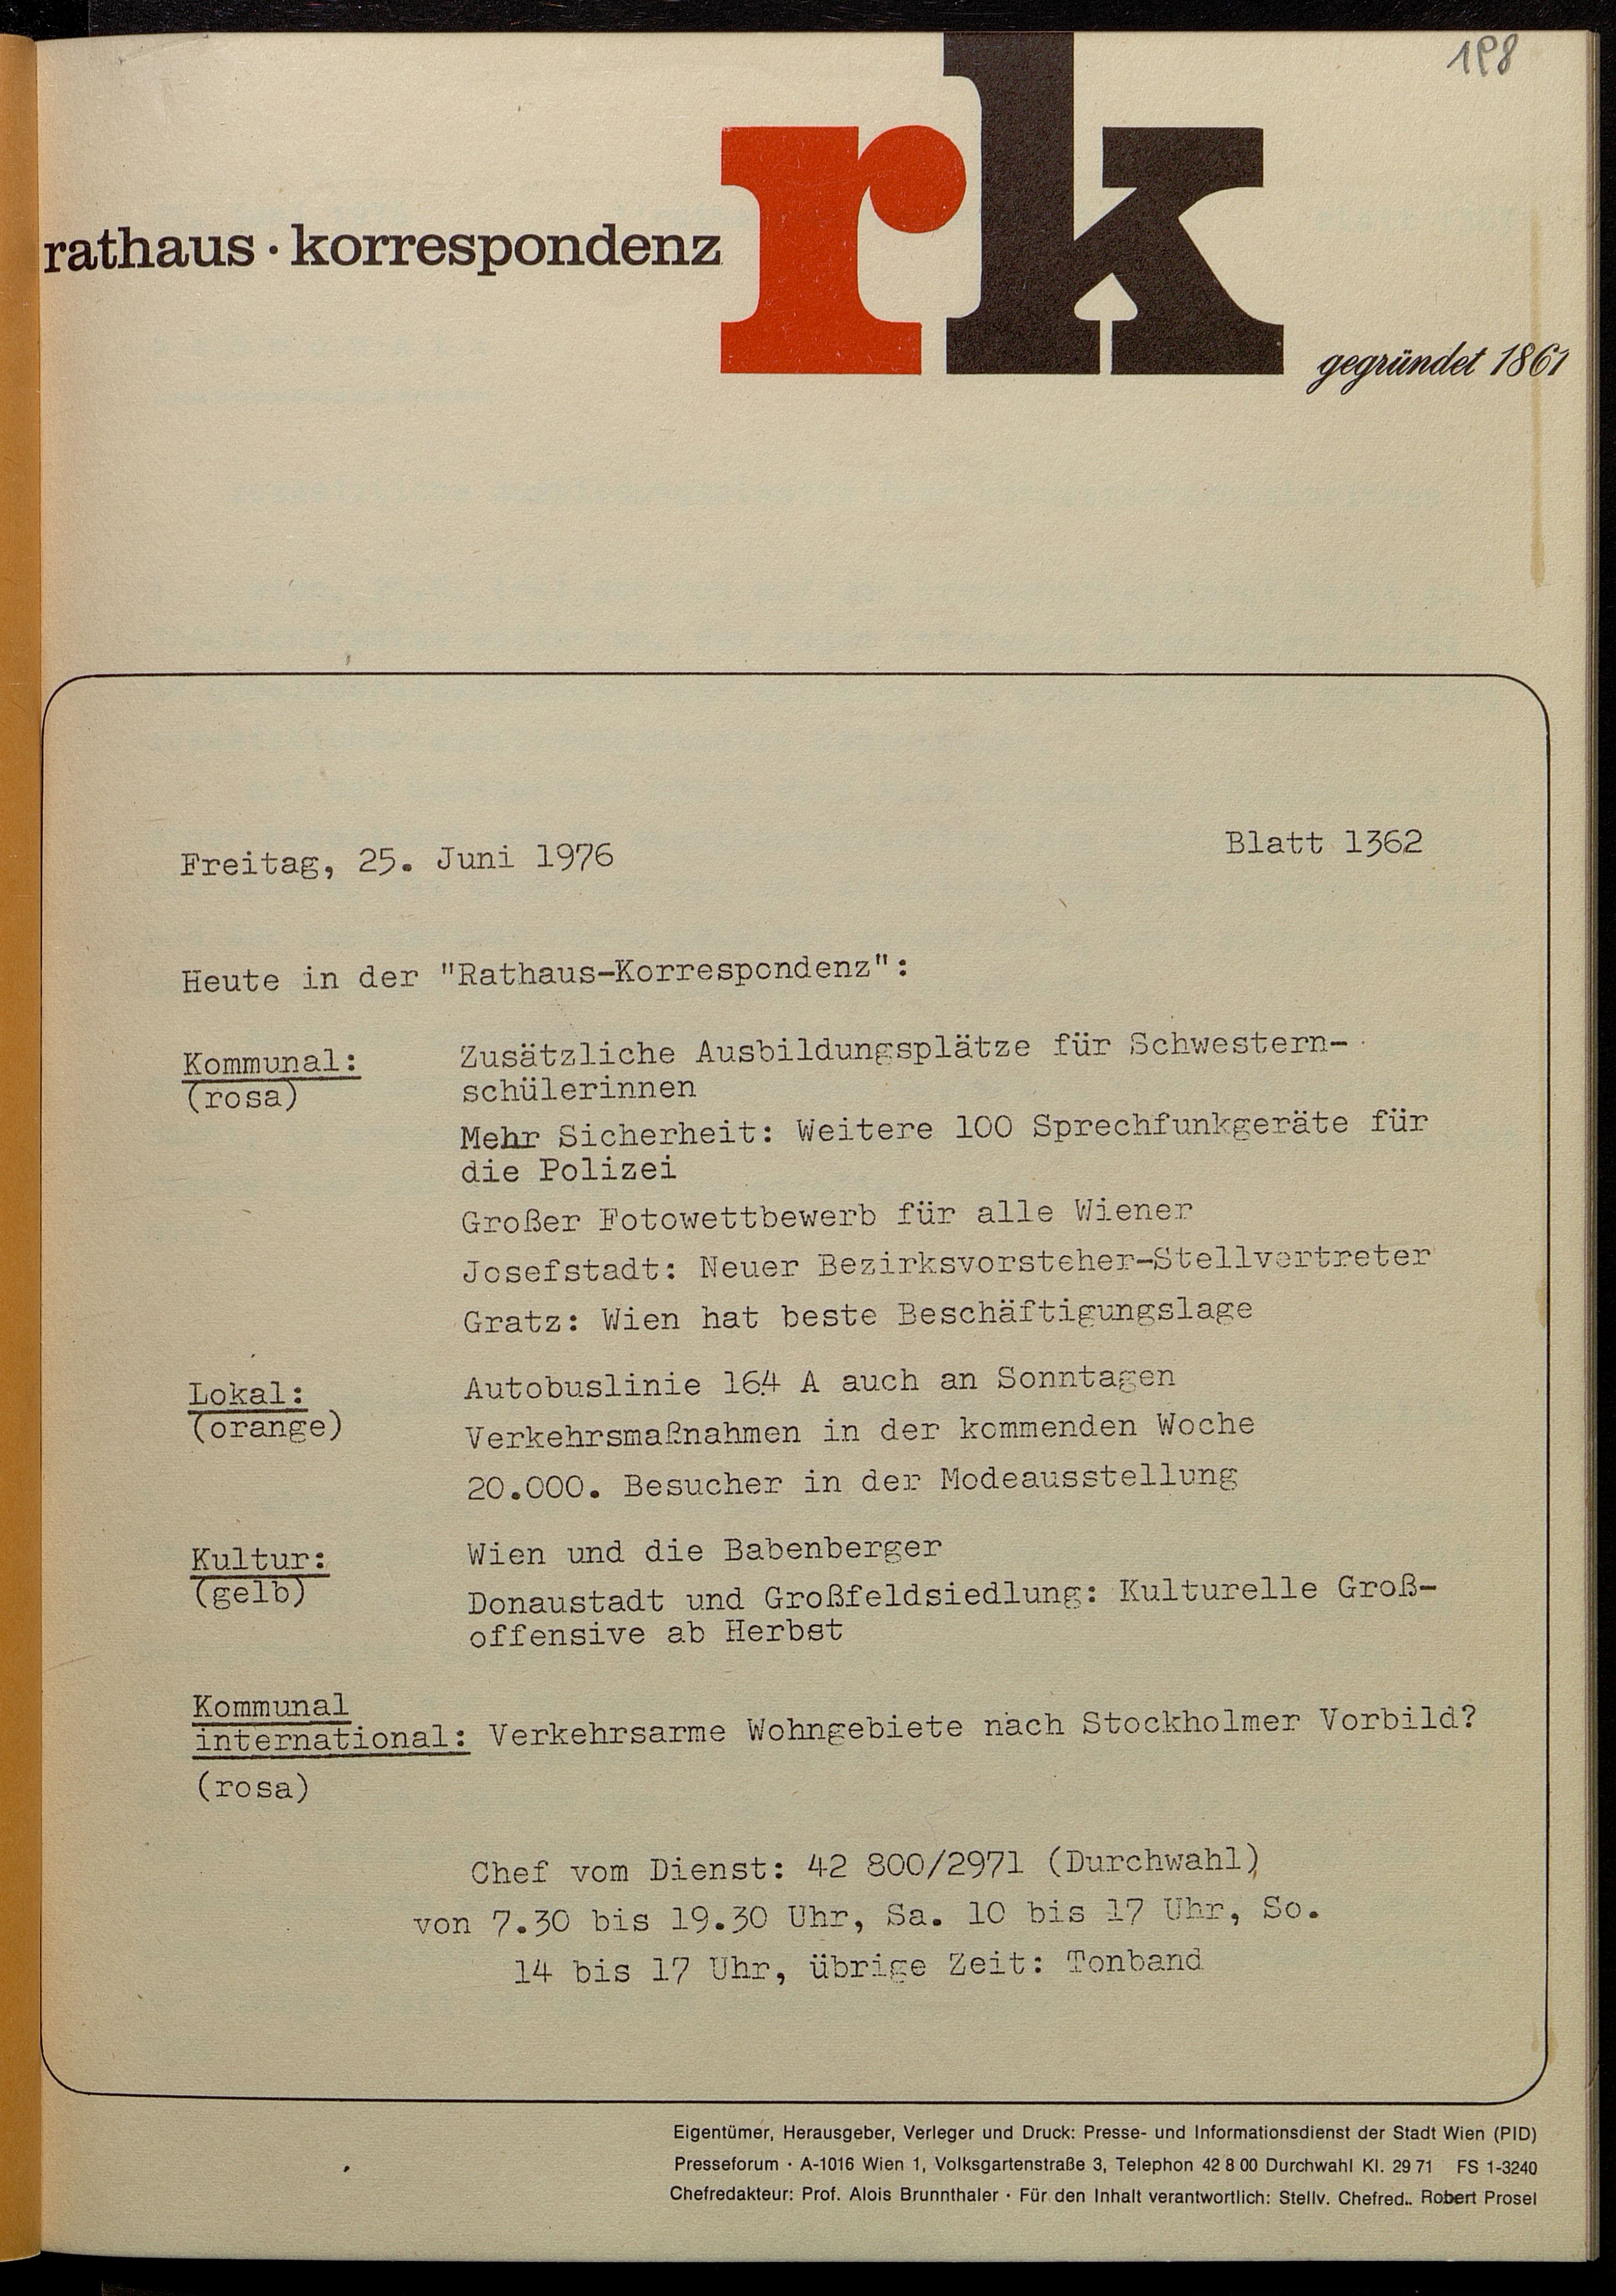 198
rk
rathaus · korrespondenz
gegründet 1861
Freitag, 25. Juni 1976
Blatt 1362
Heute in der "Rathaus-Korrespondenz":
Kommunal:
(rosa)
Zusätzliche Ausbildungsplätze für Schwestern-
schülerinnen
Mehr Sicherheit: Weitere 100 Sprechfunkgeräte für
die Polizei
Großer Fotowettbewerb für alle Wiener
Josefstadt: Neuer Bezirksvorsteher-Stellvertreter
Gratz: Wien hat beste Beschäftigungslage
Lokal:
(orange)
Autobuslinie 164 A auch an Sonntagen
Verkehrsmaßnahmen in der kommenden Woche
20.000. Besucher in der Modeausstellung
Kultur:
(gelb)
Wien und die Babenberger
Donaustadt und Großfeldsiedlung: Kulturelle Groß-
offensive ab Herbst
Kommunal
international: Verkehrsarme Wohngebiete nach Stockholmer Vorbild?
(rosa)
Chef vom Dienst: 42 800/2971 (Durchwahl)
von 7.30 bis 19.30 Uhr, Sa. 10 bis 17 Uhr, So.
14 bis 17 Uhr, übrige Zeit: Tonband
Eigentümer, Herausgeber, Verleger und Druck: Presse- und Informationsdienst der Stadt Wien (PID)
Presseforum · A-1016 Wien 1, Volksgartenstraße 3, Telephon 42 8 00 Durchwahl Kl. 29 71 FS 1-3240
Chefredakteur: Prof. Alois Brunnthaler · Für den Inhalt verantwortlich: Stellv. Chefred.. Robert Prosel